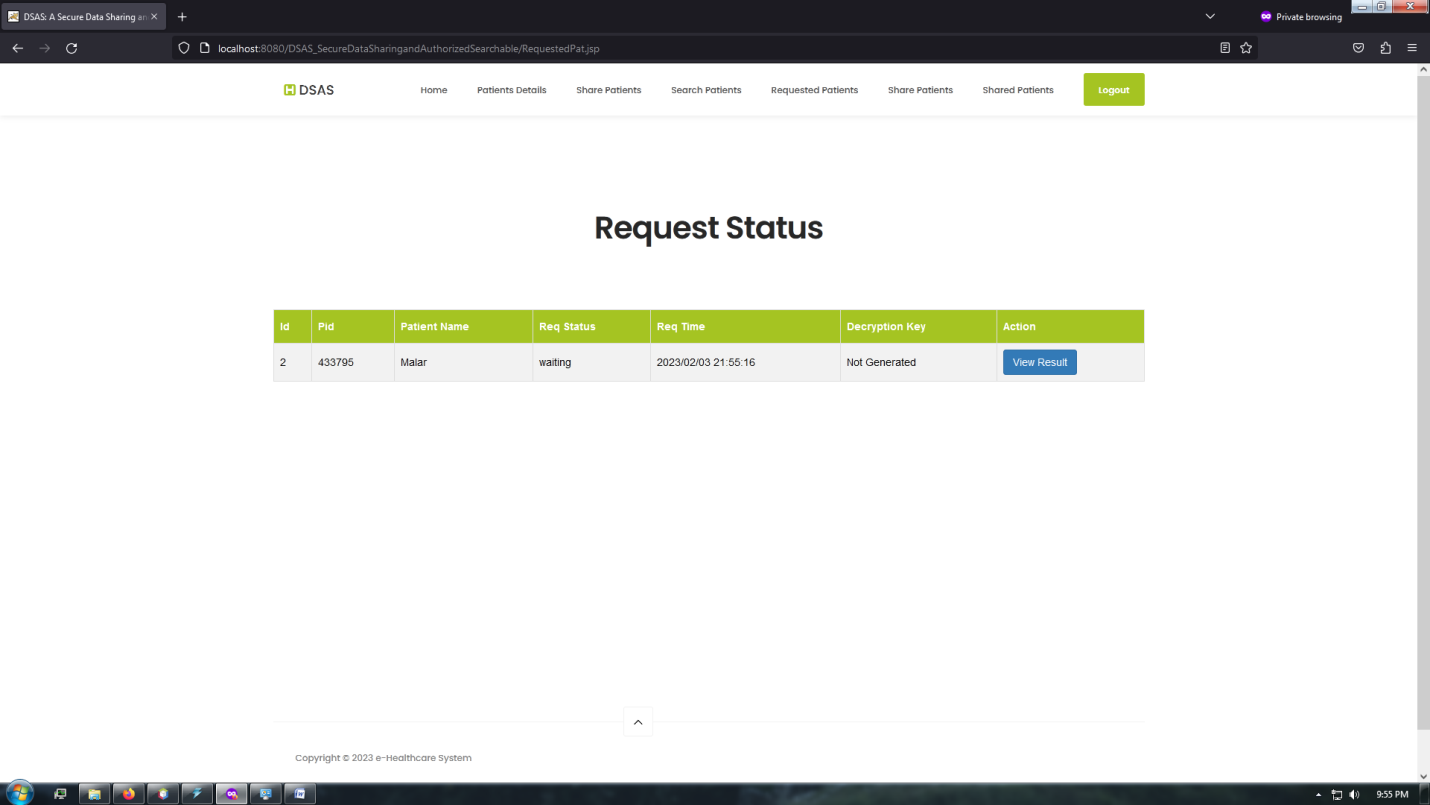 DSAS: A Secure Data Sharing an
Private browsing
localhost:8080/DSAS_SecureDataSharingandAuthorizedSearchable/RequestedPat.jsp
DSAS Home Patients Details Share Patients Search Patients Requested Patients Share Patients Shared Patients Logout
Request Status
Id Pid Patient Name Req Status Req Time Decryption Key Action
2 433795 Malar waiting 2023/02/03 21:55:16 Not Generated View Result
Copyright © 2023 e-Healthcare System
9:55 PM